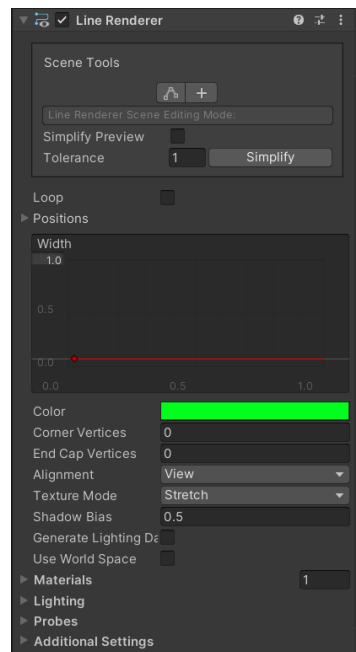 Line Renderer
Scene Tools
Line Renderer Scene Editing Mode:
Simplify Preview
Tolerance 1 Simplify
Loop
Positions
Width
1.0
0.5
0.0
0.0 0.5 1.0
Color
Corner Vertices 0
End Cap Vertices 0
Alignment View
Texture Mode Stretch
Shadow Bias 0.5
Generate Lighting Da
Use World Space
Materials 1
Lighting
Probes
Additional Settings